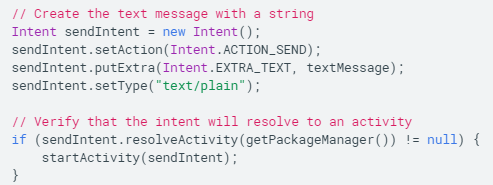 // Create the text message with a string
Intent sendIntent = new Intent();
sendIntent.setAction(Intent.ACTION_SEND);
sendIntent.putExtra(Intent.EXTRA_TEXT, textMessage);
sendIntent.setType("text/plain");

// Verify that the intent will resolve to an activity
if (sendIntent.resolveActivity(getPackageManager()) != null) {
    startActivity(sendIntent);
}